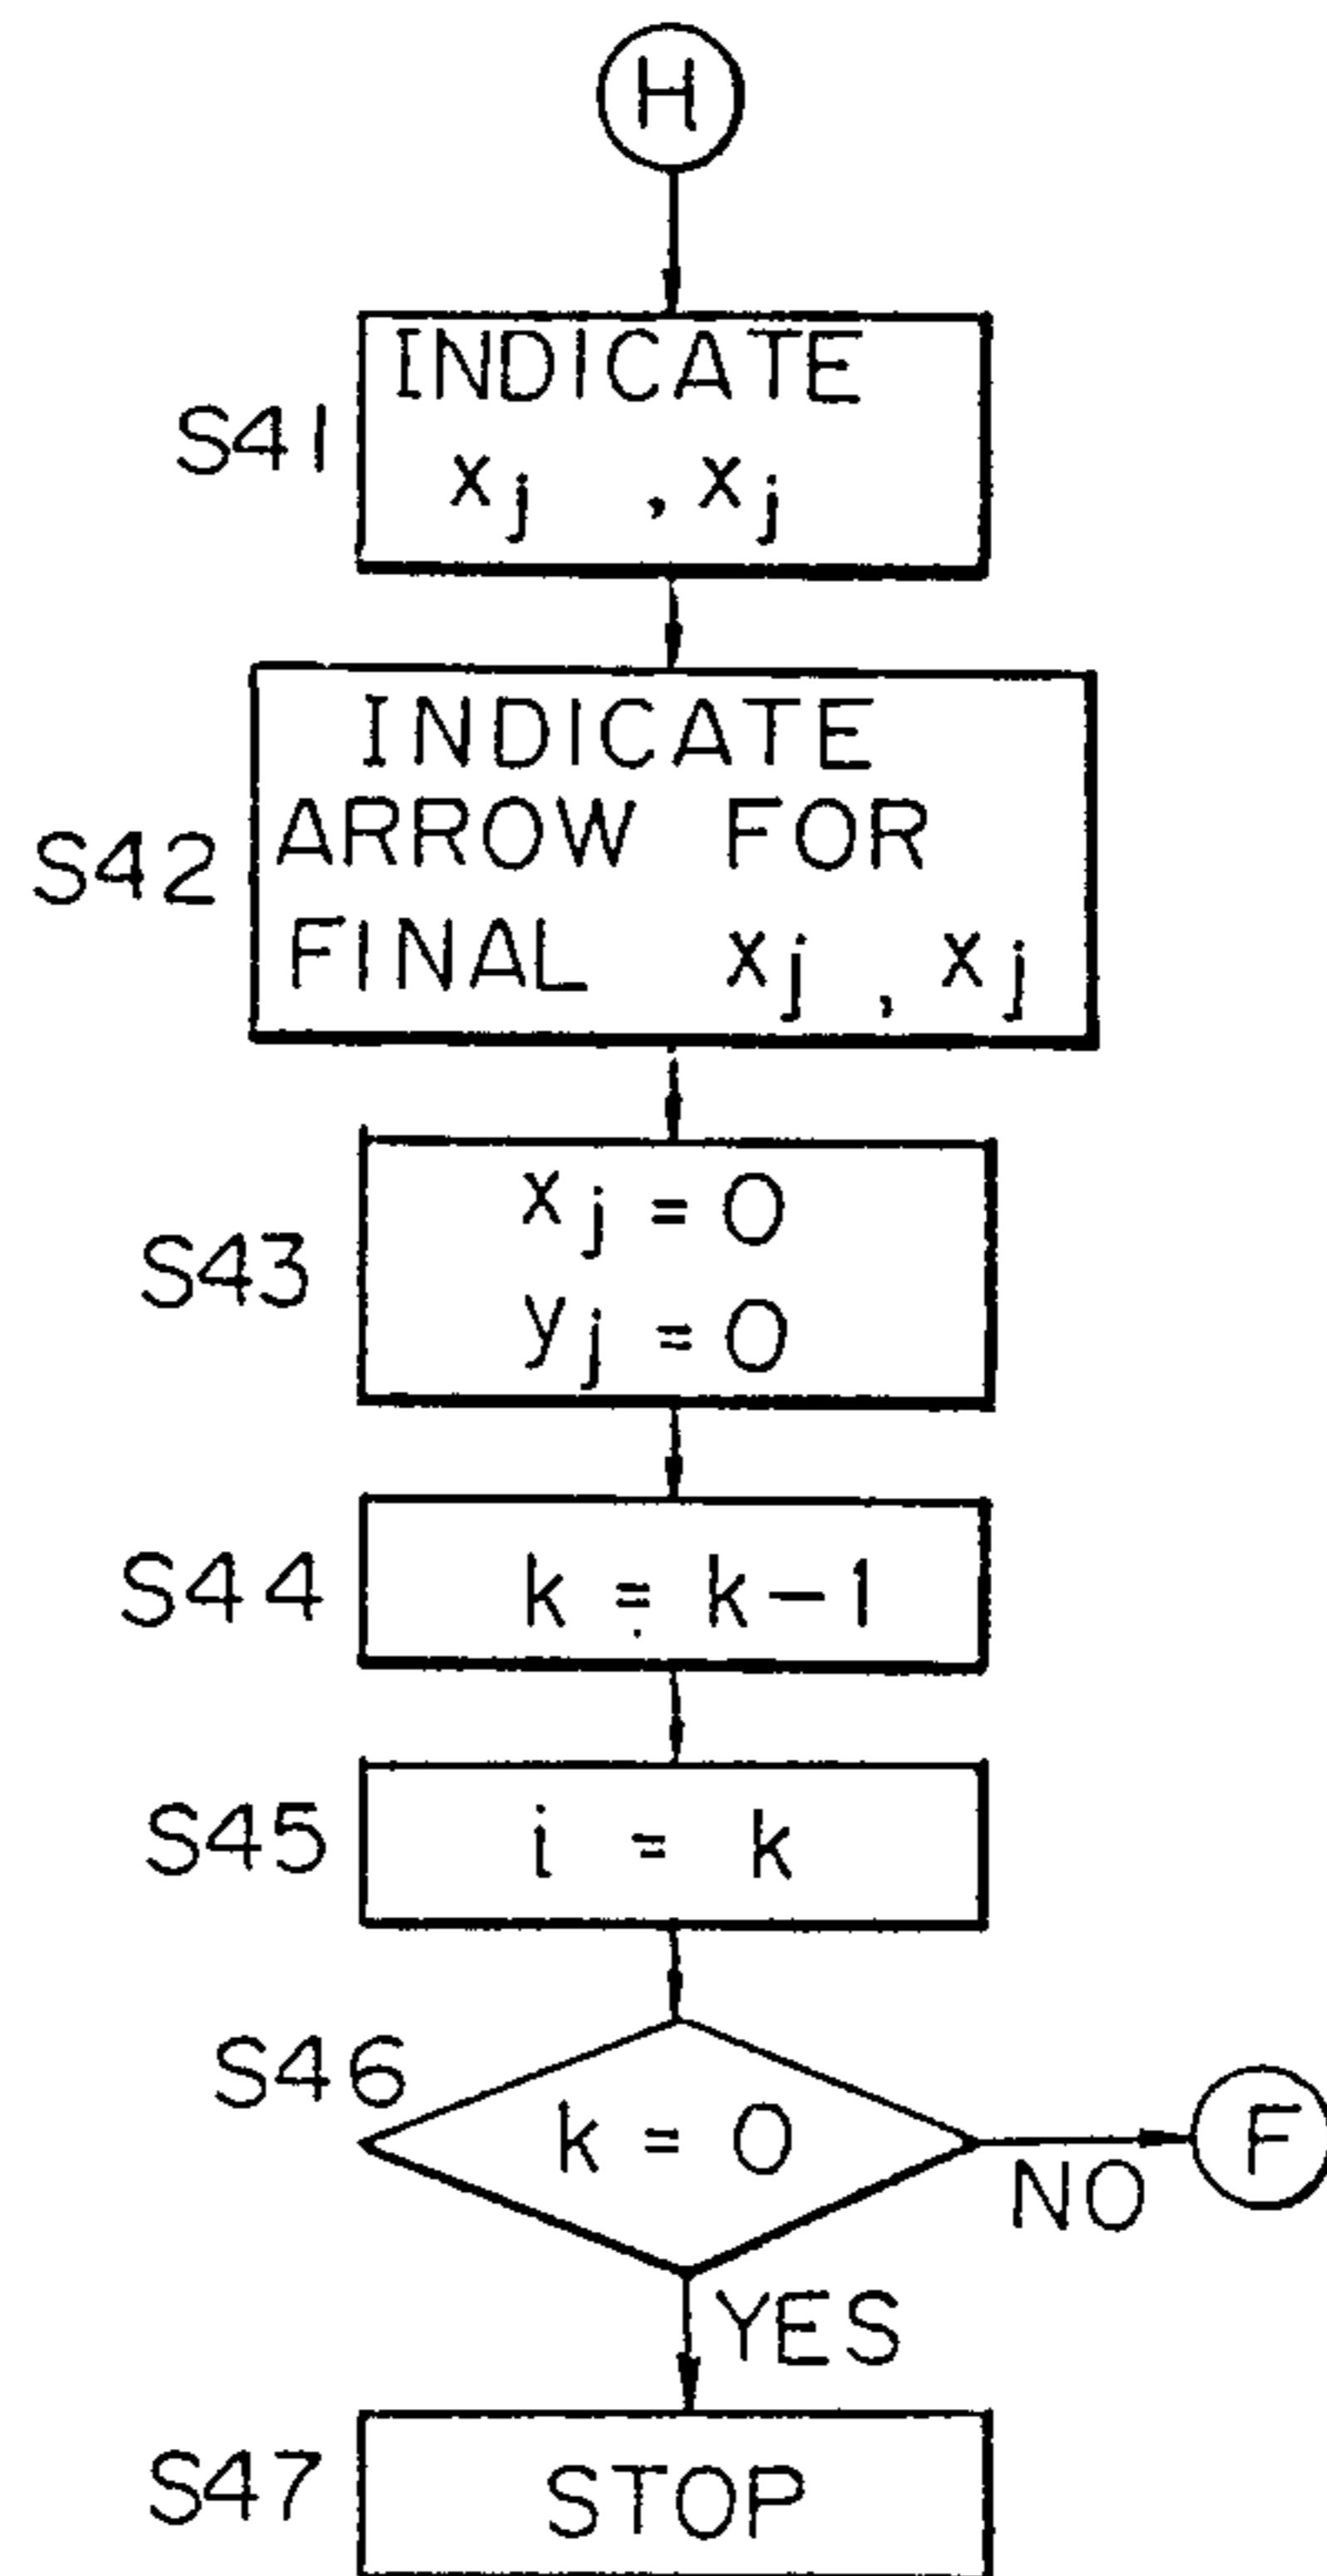 H
INDICATE
S41
xj , xj
INDICATE
ARROW FOR
S42
FINAL xj , xj
xj = 0
S43
yj = 0
S44
k = k-1
S45
i = k
S46
k = 0
F
NO
YES
S47
STOP